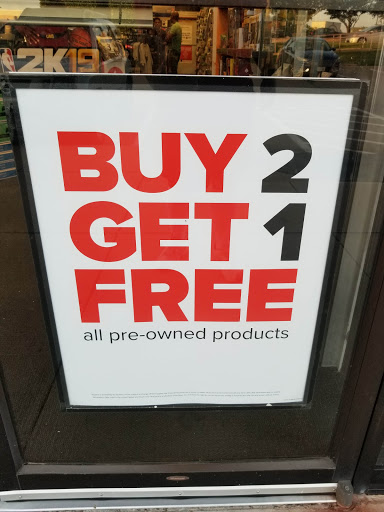 2K19
BUY 2
GET 1
FREE
all pre-owned products